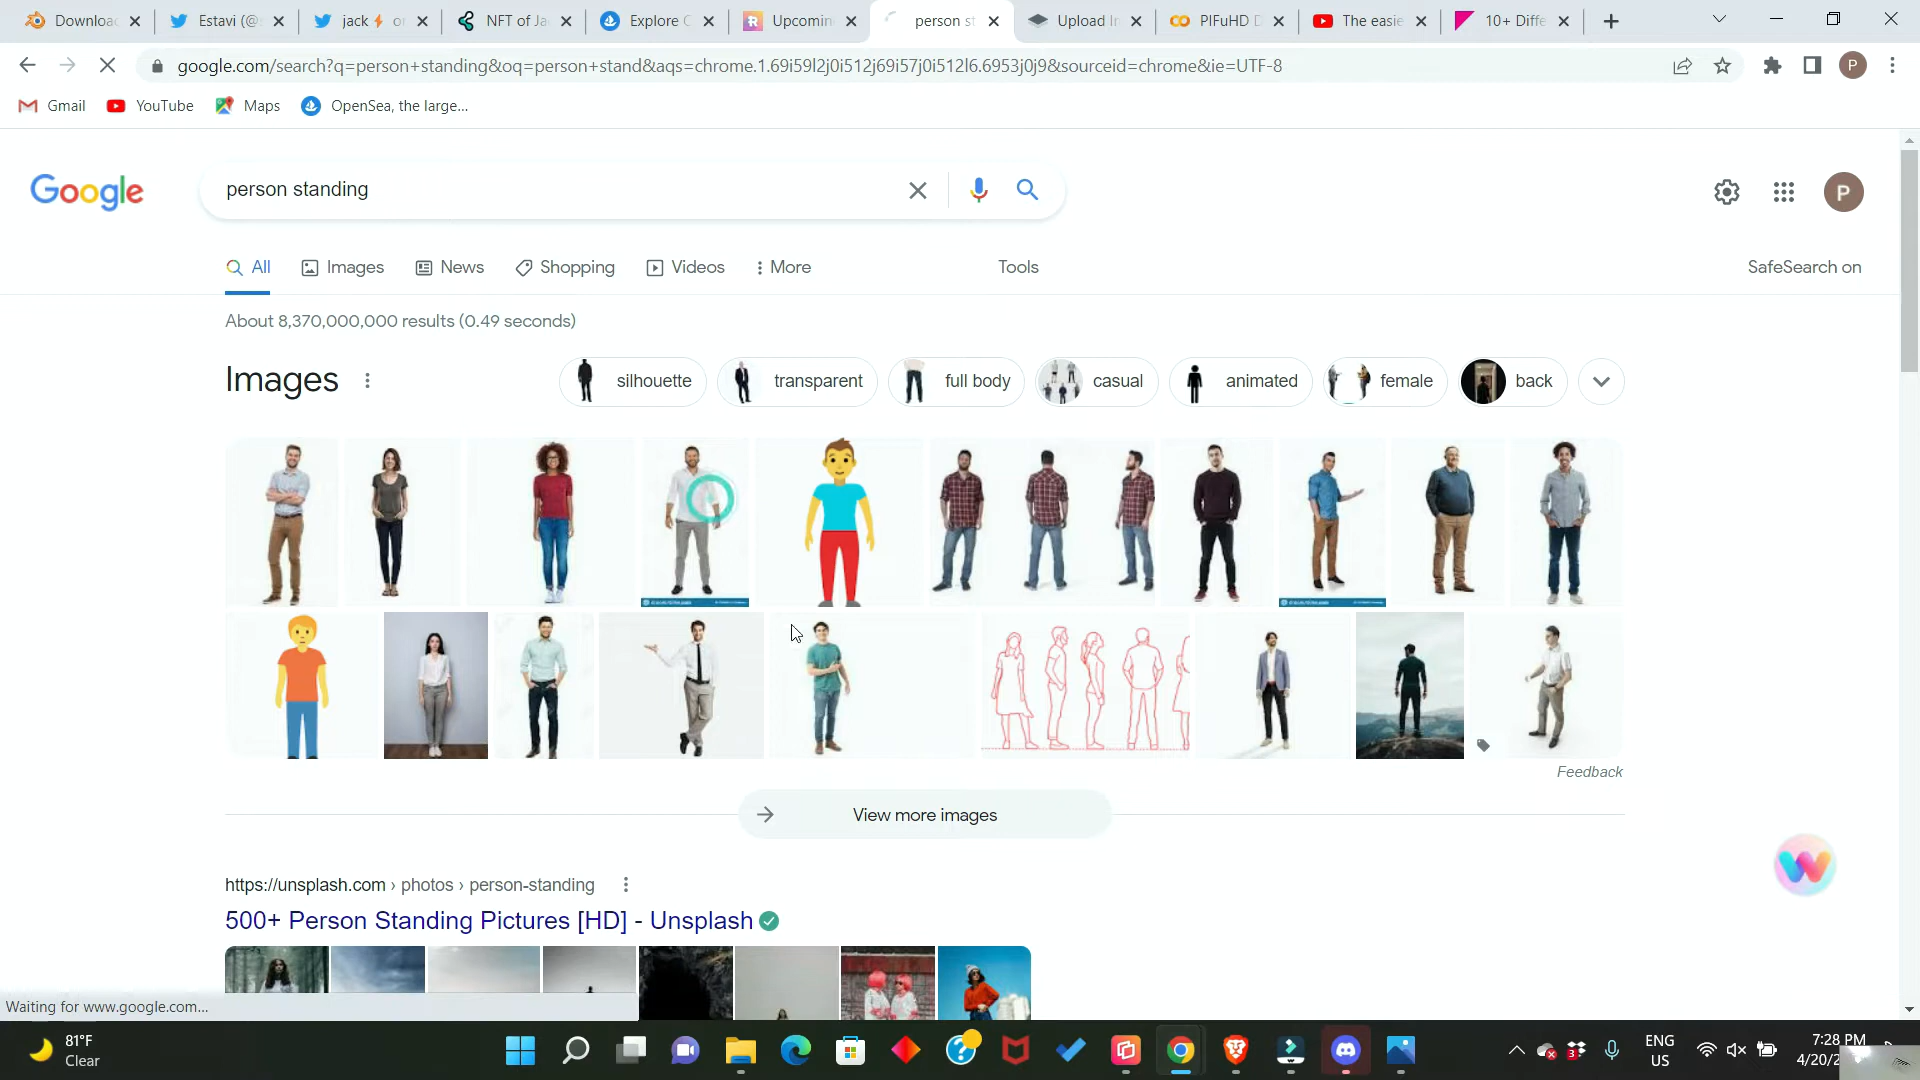 Downloa
Estavi (@
jack
NFT of Ja
Explore
Upcomin
person st
Upload I
PIFuHD
The easie
10+ Diffe
google.com/search?q=person+standing&oq=person+stand&aqs=chrome.1.69i59l2j0i512j69i57j0i512l6.6953j0j9&sourceid=chrome&ie=UTF-8
P
Gmail
YouTube
Maps
OpenSea, the large...
Google
person standing
P
All
Images
News
Shopping
Videos
More
Tools
SafeSearch on
About 8,370,000,000 results (0.49 seconds)
Images
silhouette
transparent
full body
casual
animated
female
back
Feedback
View more images
https://unsplash.com › photos › person-standing
500+ Person Standing Pictures [HD] - Unsplash
Waiting for www.google.com...
81°F
Clear
3
ENG
US
7:28 PM
4/20/2